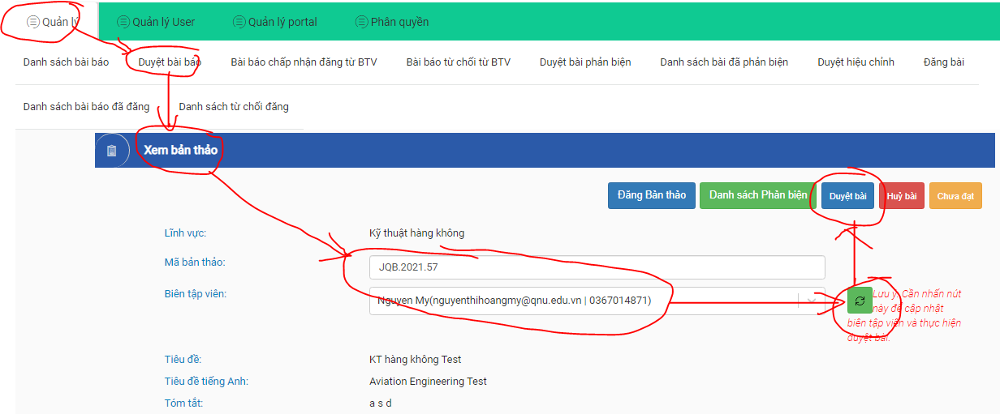 Quản lý Quản lý User Quản lý portal Phân quyền
Danh sách bài báo Duyệt bài báo Bài báo chấp nhận đăng từ BTV Bài báo từ chối từ BTV Duyệt bài phản biện Danh sách bài đã phản biện Duyệt hiệu chỉnh Đăng bài
Danh sách bài báo đã đăng Danh sách từ chối đăng
Xem bản thảo
Đăng Bản thảo Danh sách Phản biện Duyệt bài Huỷ bài Chưa đạt
Lĩnh vực: Kỹ thuật hàng không
Mã bản thảo: JQB.2021.57
Biên tập viên: Nguyen My(nguyenthihoangmy@qnu.edu.vn | 0367014871)
Lưu ý: Cần nhấn nút
này để cập nhật
biên tập viên và thực hiện
duyệt bài.
Tiêu đề: KT hàng không Test
Tiêu đề tiếng Anh: Aviation Engineering Test
Tóm tắt: a s d